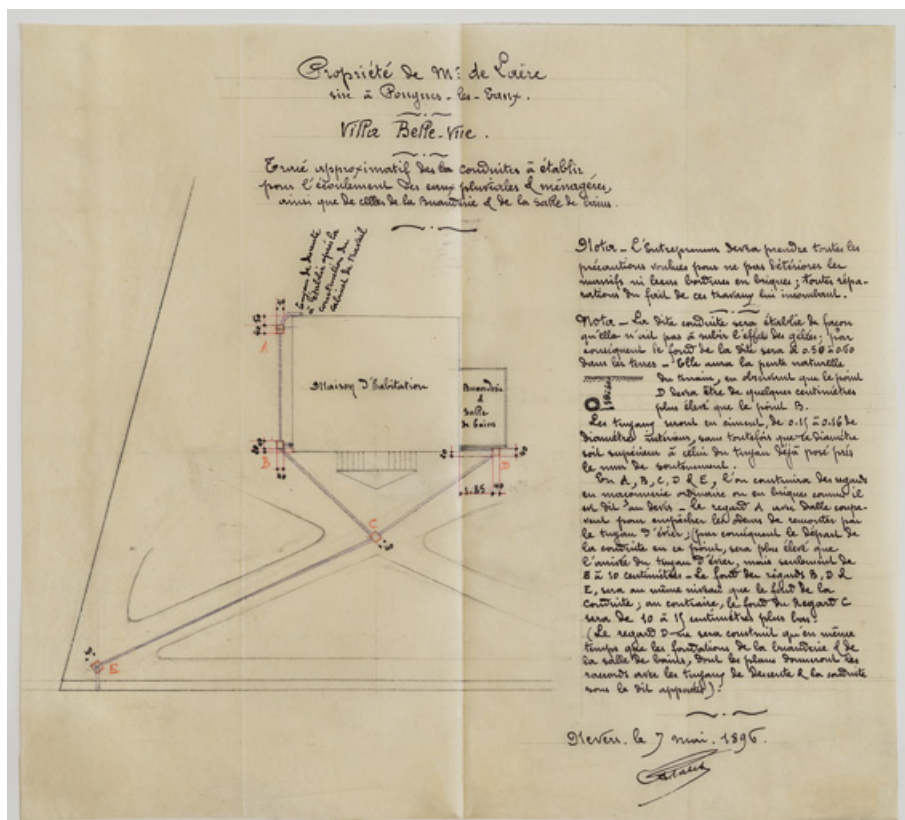 Propriété de Mr. de Laëre
sise à Pougues-les-Eaux.
Villa Belle-Vue.
Tracé approximatif des conduites à établir
pour l'écoulement des eaux pluviales & ménagères,
ainsi que de celles de la Buanderie & de la Salle de bains.
Tuyau de descente
à établir après la
construction du
cabinet de travail
A
Maison d'habitation
Buanderie
&
Salle
de bains
B
D
1.85
C
E
Nota - L'Entrepreneur devra prendre toutes les
précautions voulues pour ne pas détériorer les
massifs ni leurs bordures en briques; toutes répa-
rations du fait de ces travaux lui incombant.
Nota - La dite conduite sera établie de façon
qu'elle n'ait pas à subir l'effet des gelées; par
conséquent le fond de la dite sera à 0.50 à 0.60
dans les terres - Elle aura la pente naturelle
du terrain, en observant que le point
D devra être de quelques centimètres
plus élevé que le point B.
Les tuyaux seront en ciment, de 0.15 à 0.16 de
diamètre intérieur, sans toutefois que le diamètre
soit supérieur à celui du tuyau déjà posé près
le mur de soutènement.
En A, B, C, D & E, l'on construira des regards
en maçonnerie ordinaire ou en briques comme il
est dit au devis - Le regard A avec dalle coupe-
vent pour empêcher les odeurs de remonter par
le tuyau d'évier; par conséquent le départ de
la conduite en ce point, sera plus élevé que
l'arrivée du tuyau d'évier, mais seulement de
8 à 10 centimètres - Le fond des regards B, D &
E, sera au même niveau que le fond de la
conduite; au contraire, le fond du Regard C
sera de 10 à 15 centimètres plus bas.
(Le regard D ne sera construit qu'en même
temps que les fondations de la buanderie & de
la salle de bains, dont les plans donneront les
raccords avec les tuyaux de descente & la conduite
sous le dit appentis).
Nevers, le 7 mai. 1896.